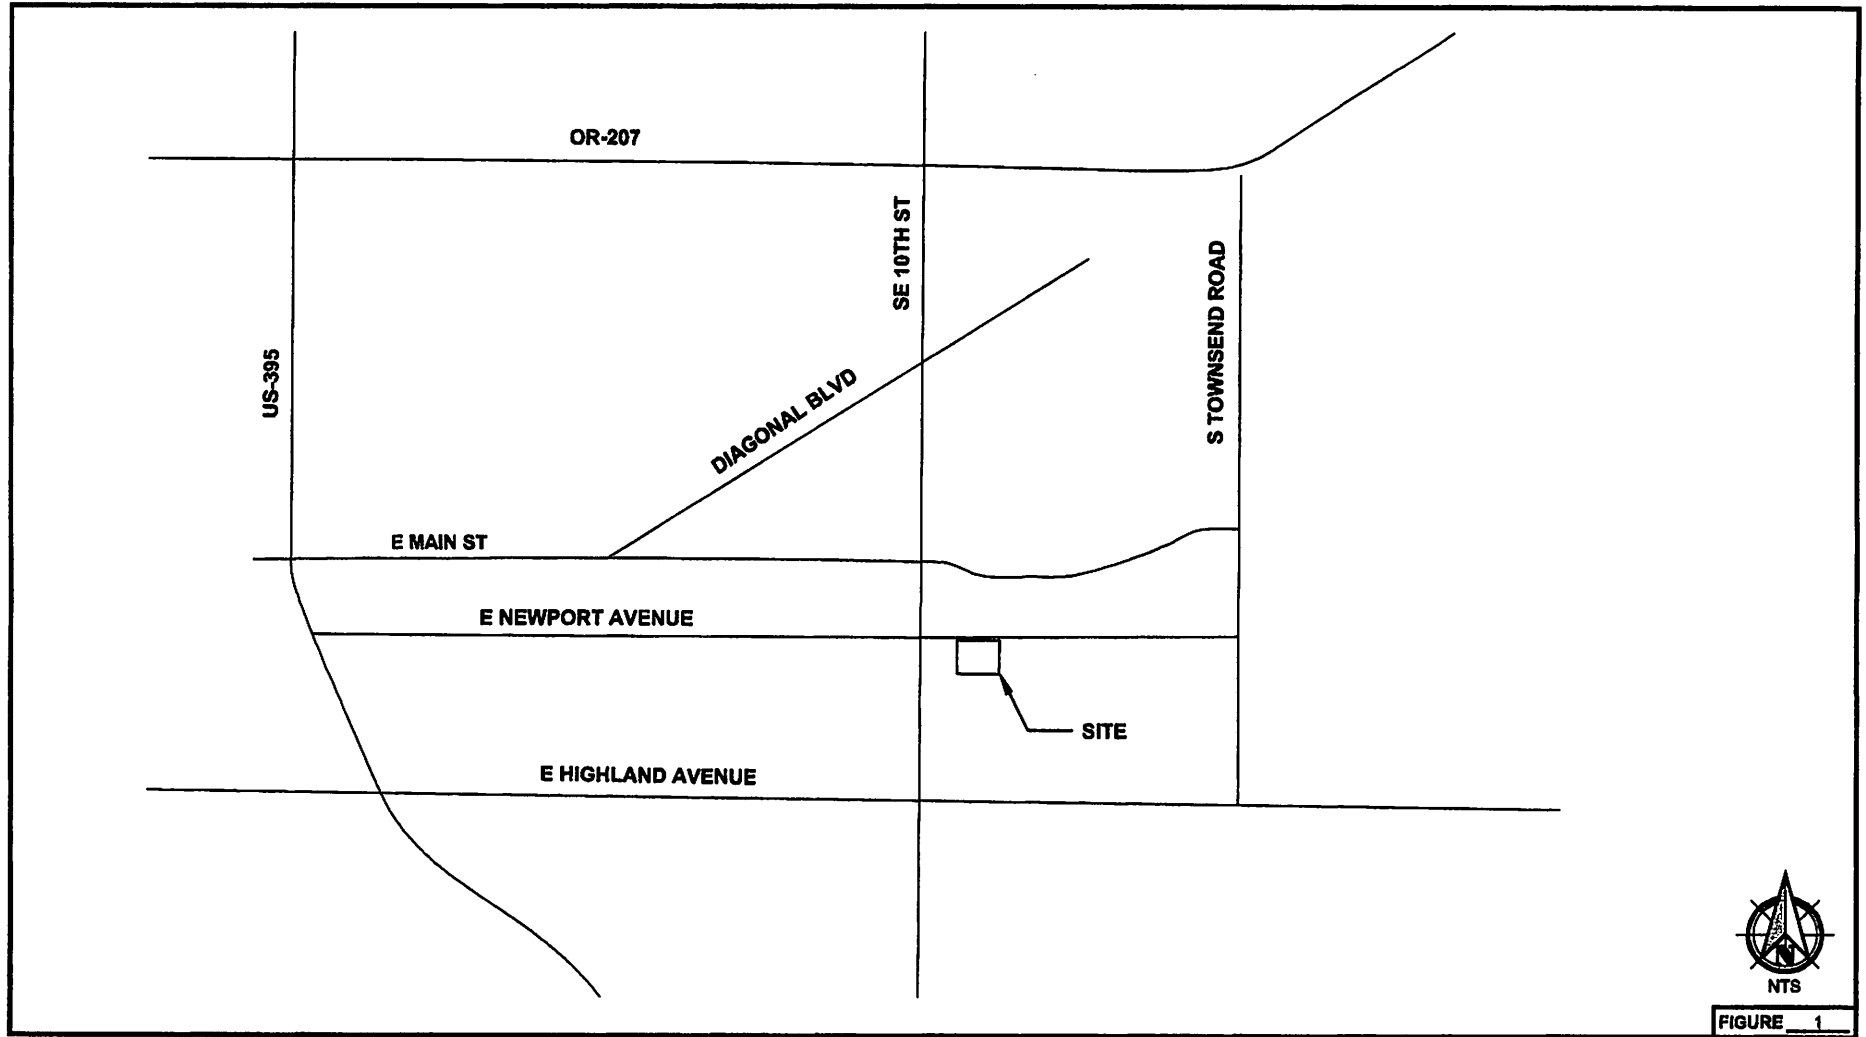 OR-207
SE 10TH ST
S TOWNSEND ROAD
US-395
DIAGONAL BLVD
E MAIN ST
E NEWPORT AVENUE
SITE
E HIGHLAND AVENUE
N
NTS
FIGURE 1